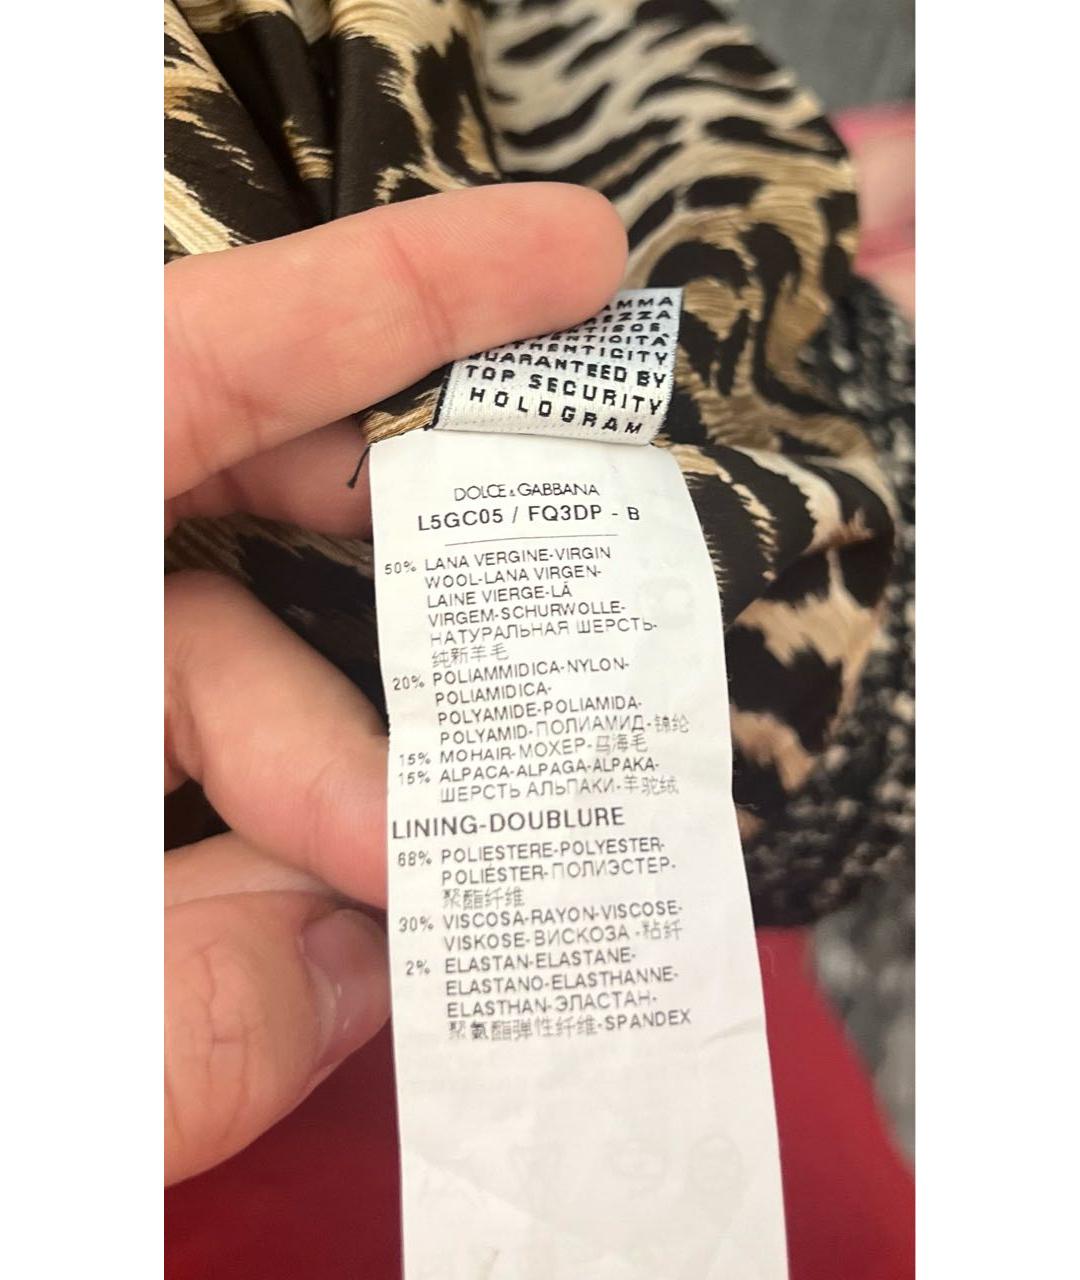 TOP SECURITY
GUARANTEED BY
HOLOGRAM
DOLCE & GABBANA
L5GC05 / FQ3DP - B
50% LANA VERGINE-VIRGIN
WOOL-LANA VIRGEN-
LAINE VIERGE-LÃ
VIRGEM-SCHURWOLLE-
НАТУРАЛЬНАЯ ШЕРСТЬ-
纯新羊毛
20% POLIAMMIDICA-NYLON-
POLIAMIDICA-
POLYAMIDE-POLIAMIDA-
POLYAMID-ПОЛИАМИД-锦纶
15% MOHAIR-МОХЕР-马海毛
15% ALPACA-ALPAGA-ALPAKA-
ШЕРСТЬ АЛЬПАКИ-羊驼绒
LINING-DOUBLURE
68% POLIESTERE-POLYESTER-
POLIÉSTER-ПОЛИЭСТЕР-
聚酯纤维
30% VISCOSA-RAYON-VISCOSE-
VISKOSE-ВИСКОЗА -粘纤
2% ELASTAN-ELASTANE-
ELASTANO-ELASTHANNE-
ELASTHAN-ЭЛАСТАН-
聚氨酯弹性纤维-SPANDEX